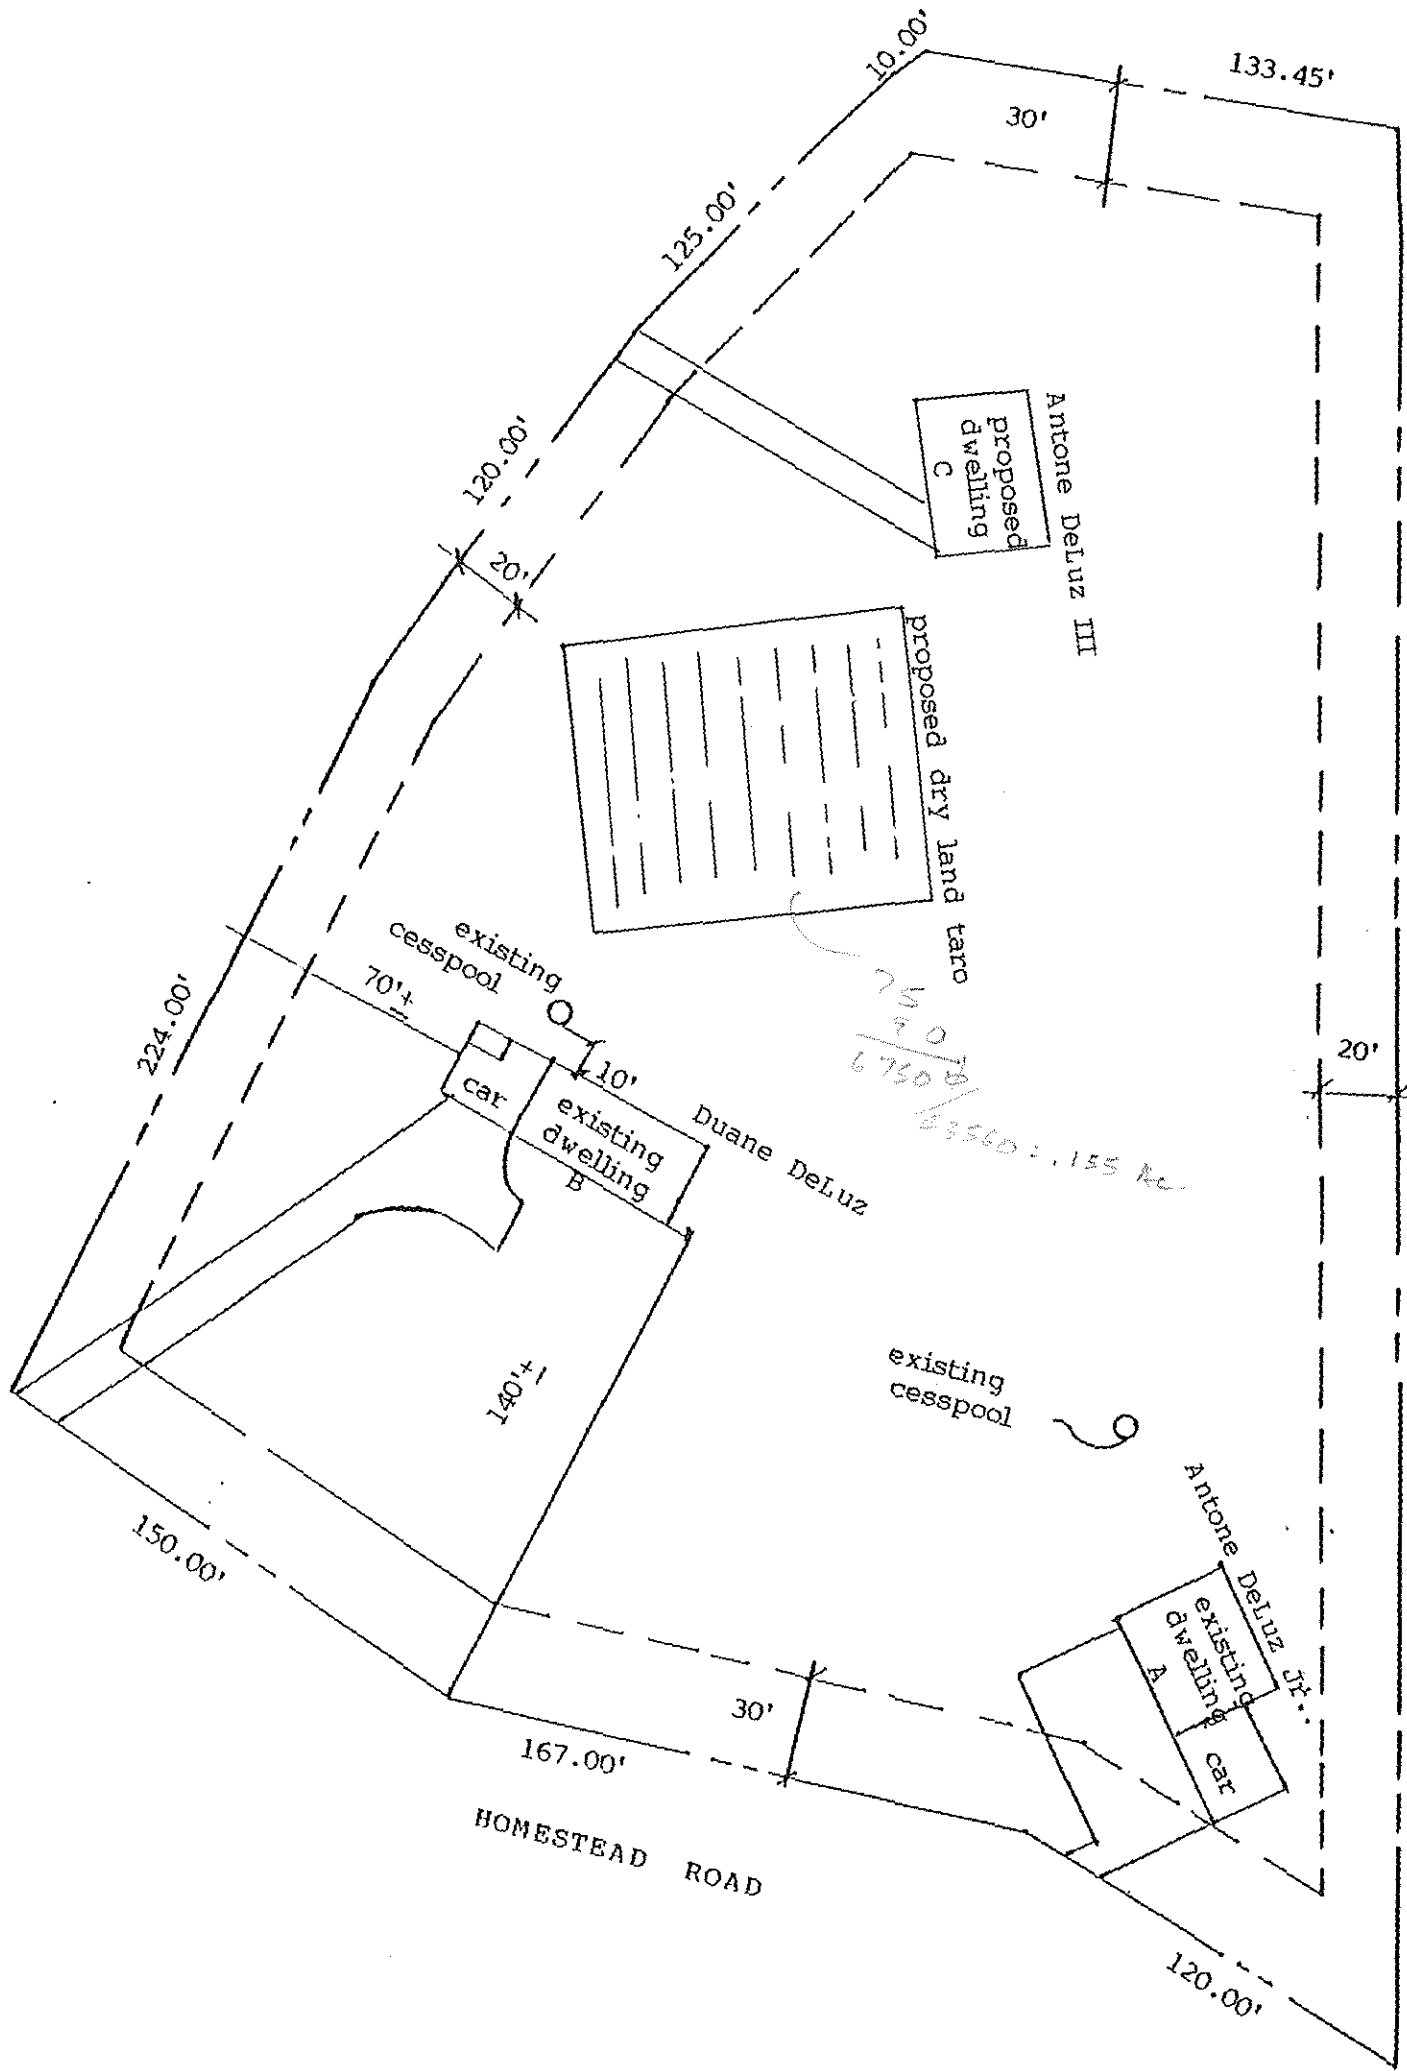 10.00'
133.45'
30'
125.00'
Antone DeLuz III
proposed
dwelling
C
120.00'
20'
proposed dry land taro
75
90
6750
43560 = .155 Ac
existing
cesspool
70'±
10'
224.00'
car
existing
dwelling
B
Duane DeLuz
20'
140'±
existing
cesspool
Antone DeLuz Jr.
existing
dwelling
A
car
150.00'
30'
167.00'
HOMESTEAD ROAD
120.00'